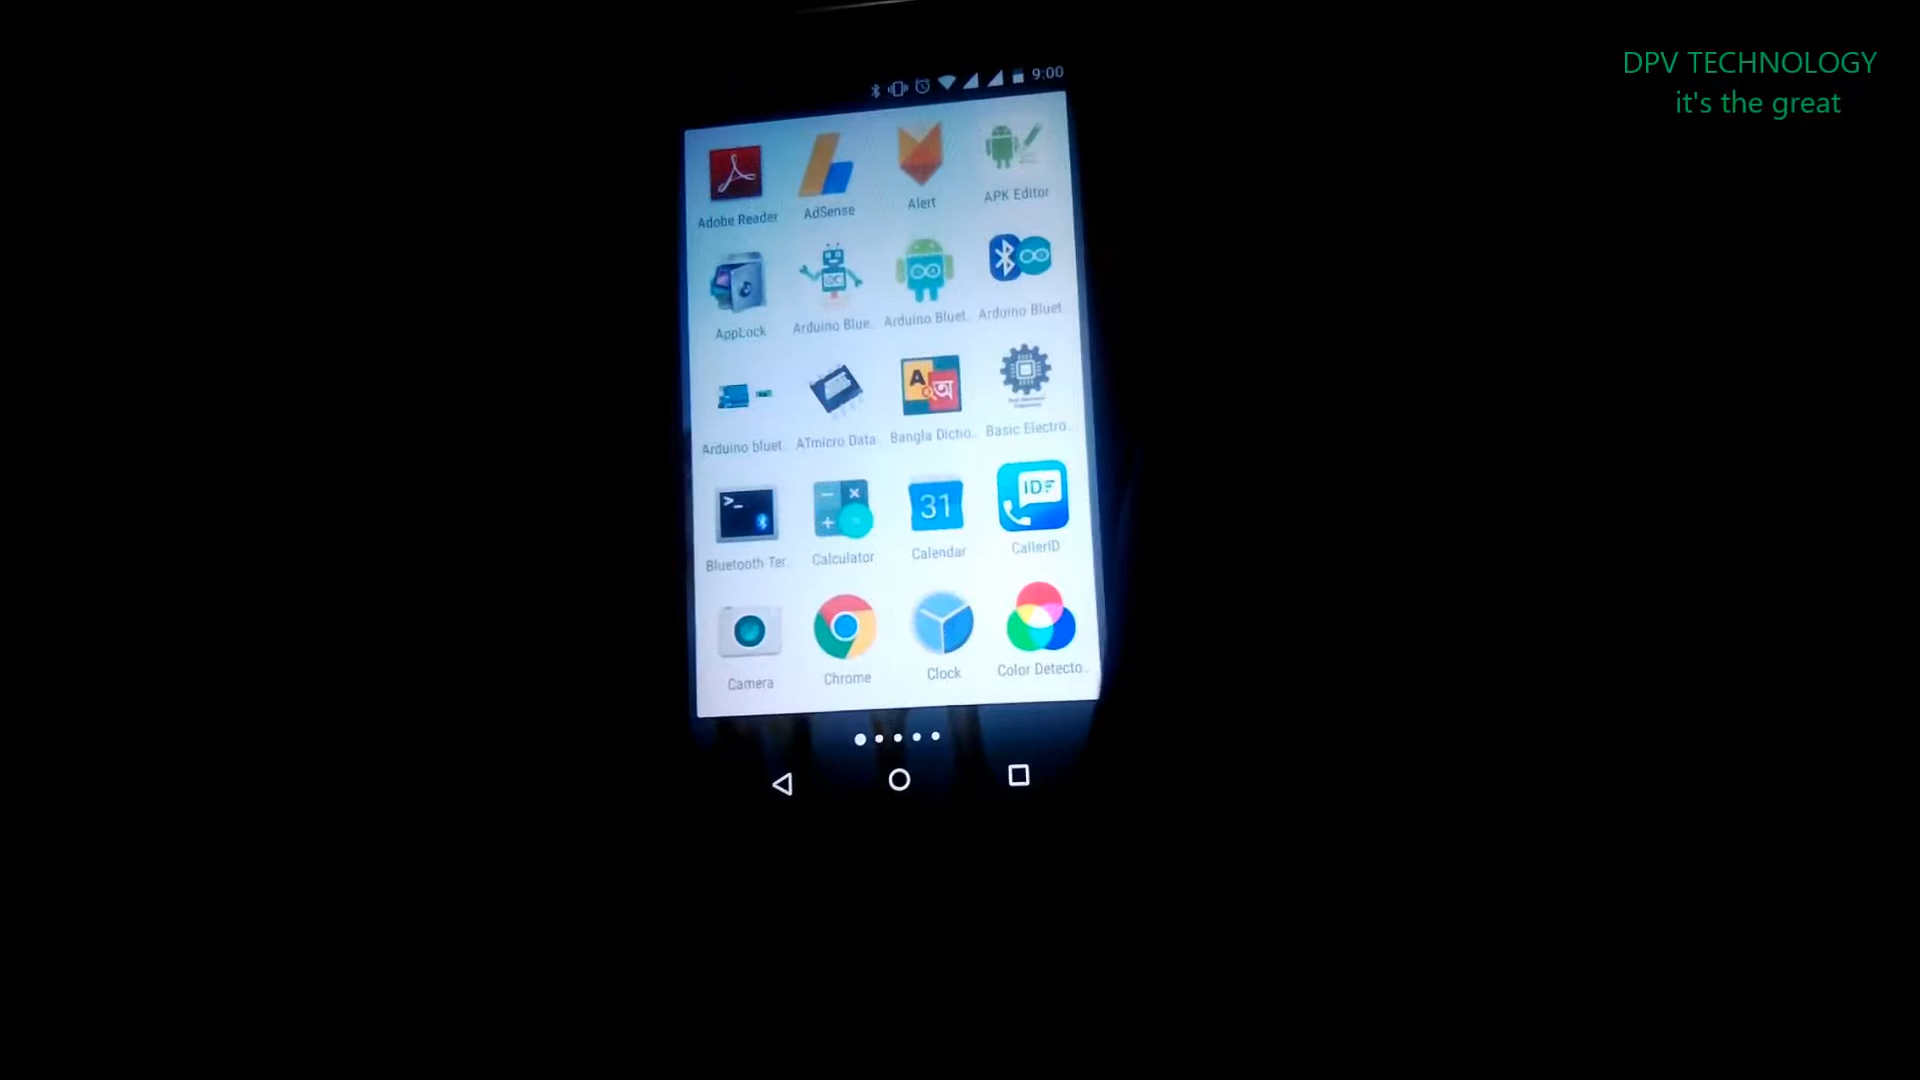 DPV TECHNOLOGY
it's the great
9:00
Adobe Reader
AdSense
Alert
APK Editor
AppLock
Arduino Blue..
Arduino Bluet..
Arduino Bluet
Arduino bluet..
ATmicro Data
Bangla Dictio..
Basic Electro..
>_
Bluetooth Ter..
Calculator
31
Calendar
ID
CallerID
Camera
Chrome
Clock
Color Detecto..